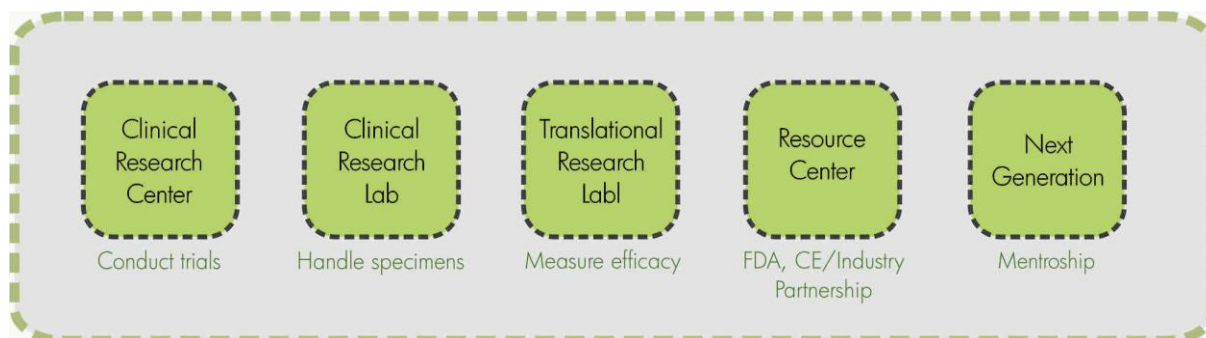 Clinical
Research
Center
Conduct trials
Clinical
Research
Lab
Handle specimens
Translational
Research
Labl
Measure efficacy
Resource
Center
FDA, CE/Industry
Partnership
Next
Generation
Mentroship